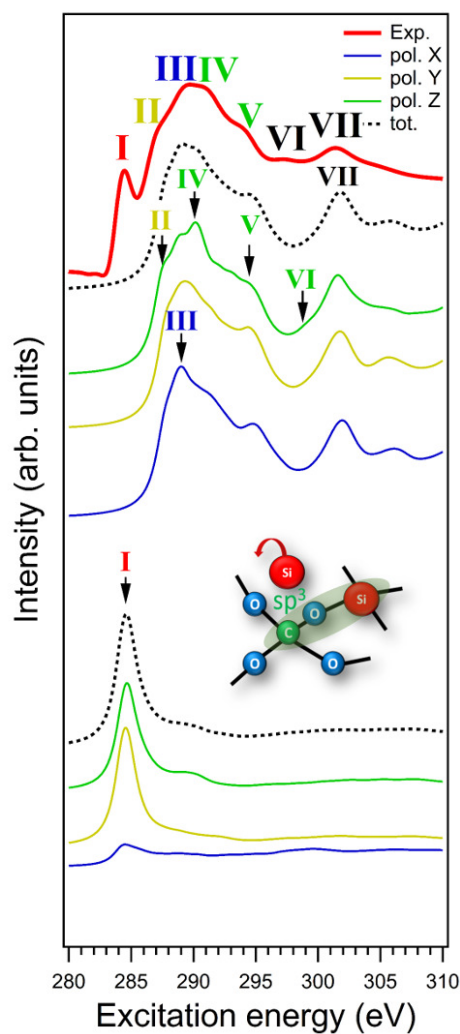 Exp.
pol. X
pol. Y
pol. Z
tot.
I
II
III
IV
V
VI
VII
II
IV
III
V
VI
VII
I
Si
sp3
O
O
Si
C
O
O
Intensity (arb. units)
280 285 290 295 300 305 310
Excitation energy (eV)